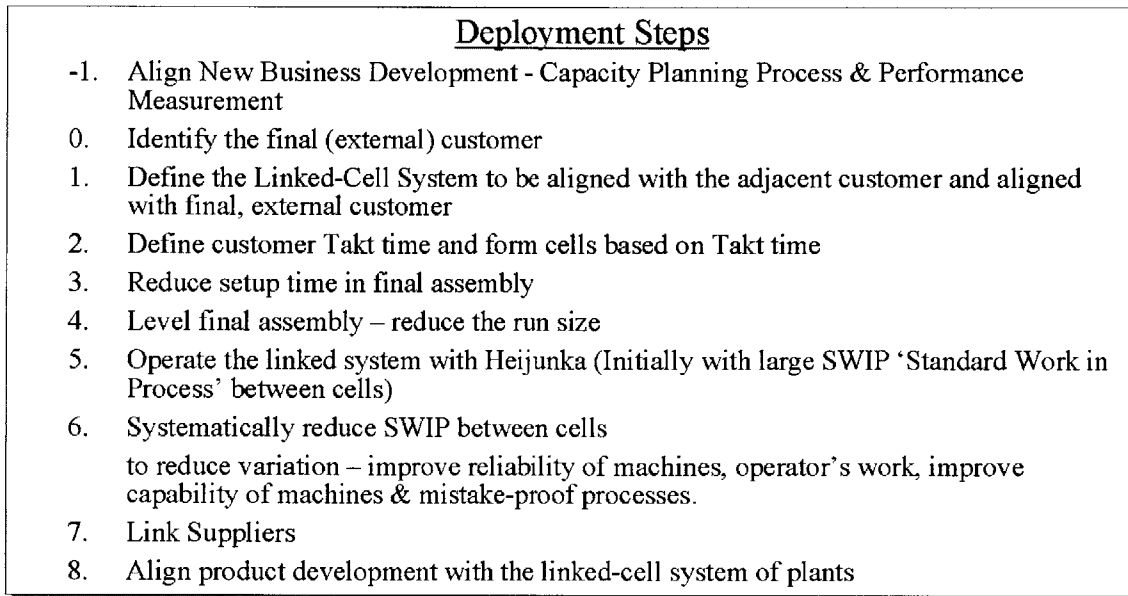 Deployment Steps
-1. Align New Business Development - Capacity Planning Process & Performance
Measurement
0. Identify the final (external) customer
1. Define the Linked-Cell System to be aligned with the adjacent customer and aligned
with final, external customer
2. Define customer Takt time and form cells based on Takt time
3. Reduce setup time in final assembly
4. Level final assembly – reduce the run size
5. Operate the linked system with Heijunka (Initially with large SWIP ‘Standard Work in
Process’ between cells)
6. Systematically reduce SWIP between cells
to reduce variation – improve reliability of machines, operator’s work, improve
capability of machines & mistake-proof processes.
7. Link Suppliers
8. Align product development with the linked-cell system of plants